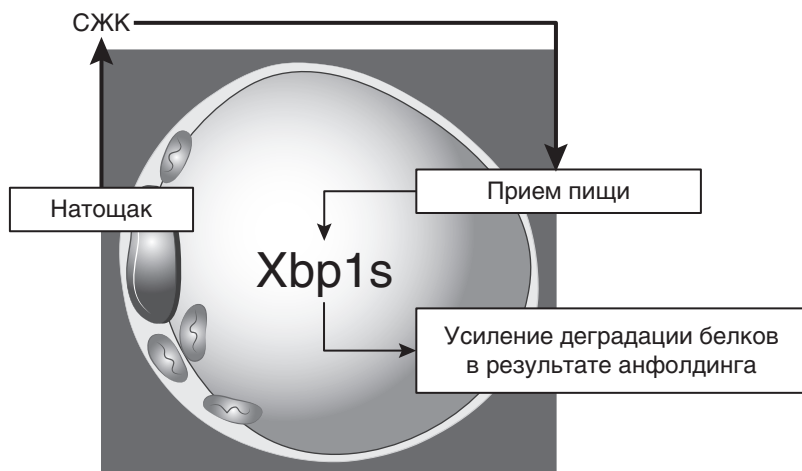 СЖК
Натощак
Прием пищи
Xbp1s
Усиление деградации белков
в результате анфолдинга